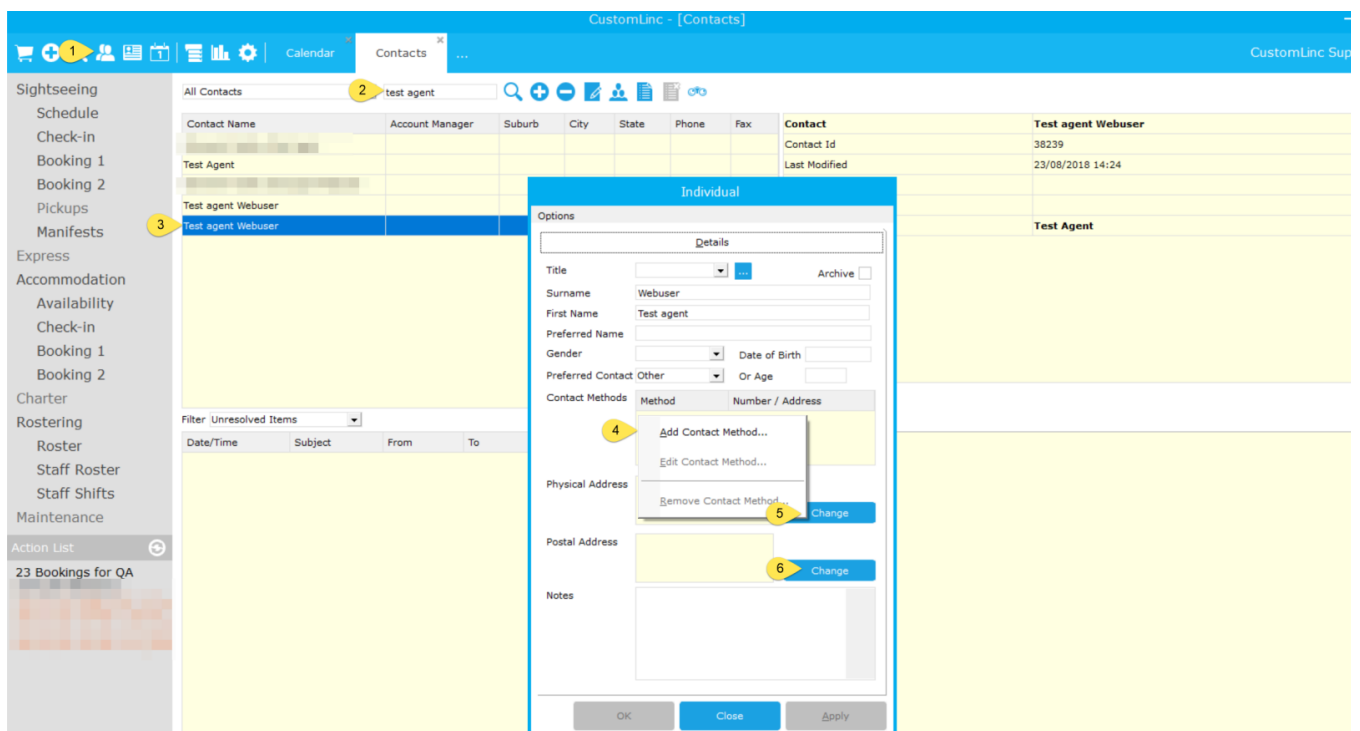 CustomLinc - [Contacts]
1 1 Calendar Contacts ... CustomLinc Sup
Sightseeing
Schedule
Check-in
Booking 1
Booking 2
Pickups
Manifests
Express
Accommodation
Availability
Check-in
Booking 1
Booking 2
Charter
Rostering
Roster
Staff Roster
Staff Shifts
Maintenance
Action List
23 Bookings for QA
All Contacts 2 test agent
Contact Name Account Manager Suburb City State Phone Fax
Test Agent
Test agent Webuser
3 Test agent Webuser
Contact Test agent Webuser
Contact Id 38239
Last Modified 23/08/2018 14:24
Test Agent
Filter Unresolved Items
Date/Time Subject From To
Individual
Options
Details
Title ... Archive
Surname Webuser
First Name Test agent
Preferred Name
Gender Date of Birth
Preferred Contact Other Or Age
Contact Methods Method Number / Address
4 Add Contact Method...
Edit Contact Method...
Remove Contact Method...
Physical Address
5 Change
Postal Address
6 Change
Notes
OK Close Apply